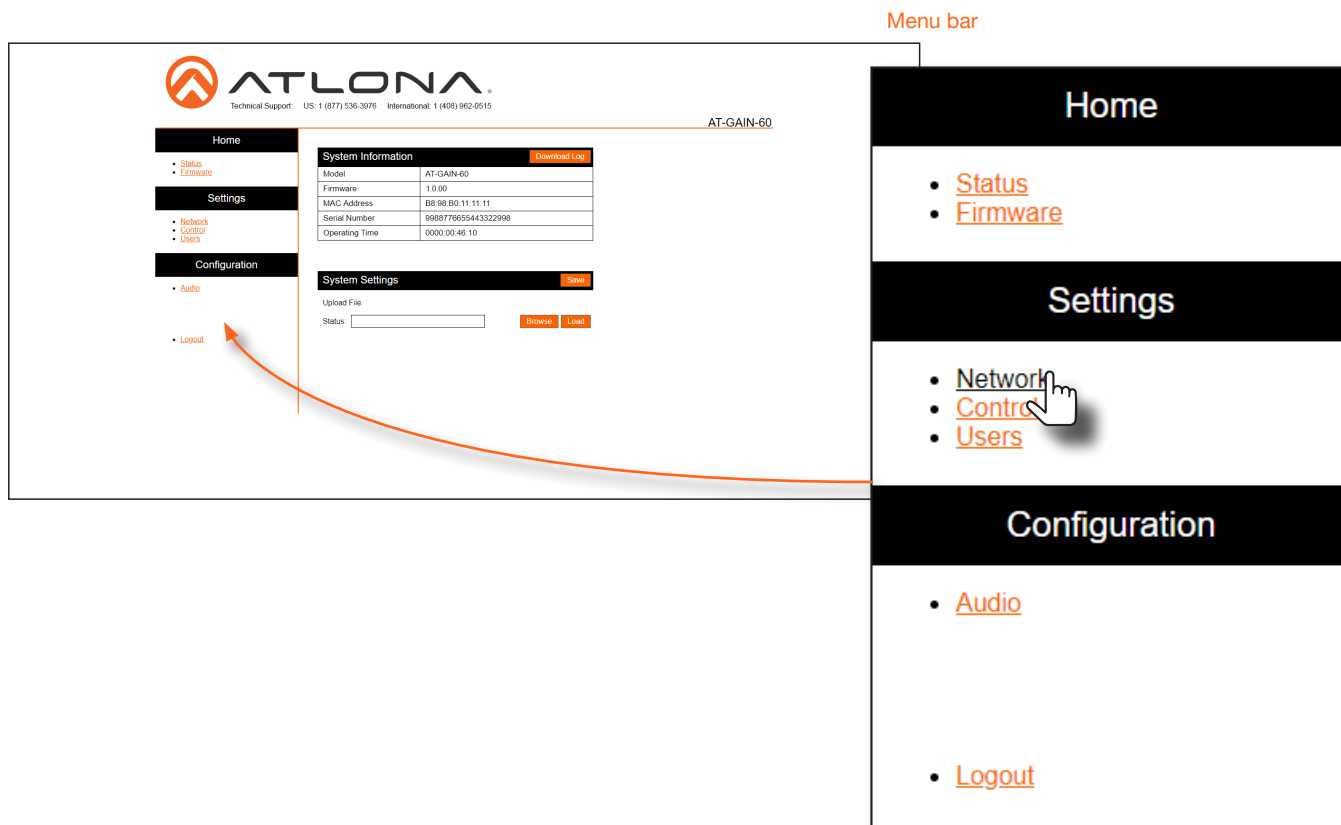 Menu bar
ATLONA®
Technical Support: US: 1 (877) 536-3976 International: 1 (408) 962-0515
AT-GAIN-60
Home
• Status
• Firmware
Settings
• Network
• Control
• Users
Configuration
• Audio
• Logout
System Information Download Log
Model AT-GAIN-60
Firmware 1.0.00
MAC Address B8:98:B0:11:11:11
Serial Number 9988776655443322998
Operating Time 0000:00:46:10
System Settings Save
Upload File:
Status: Browse Load
Home
• Status
• Firmware
Settings
• Network
• Control
• Users
Configuration
• Audio
• Logout